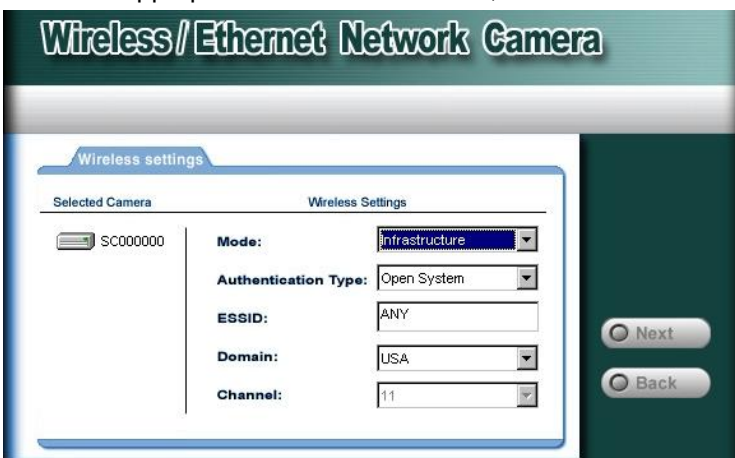 Wireless/Ethernet Network Camera
Wireless settings
Selected Camera
Wireless Settings
SC000000
Mode: Infrastructure
Authentication Type: Open System
ESSID: ANY
Domain: USA
Channel: 11
Next
Back